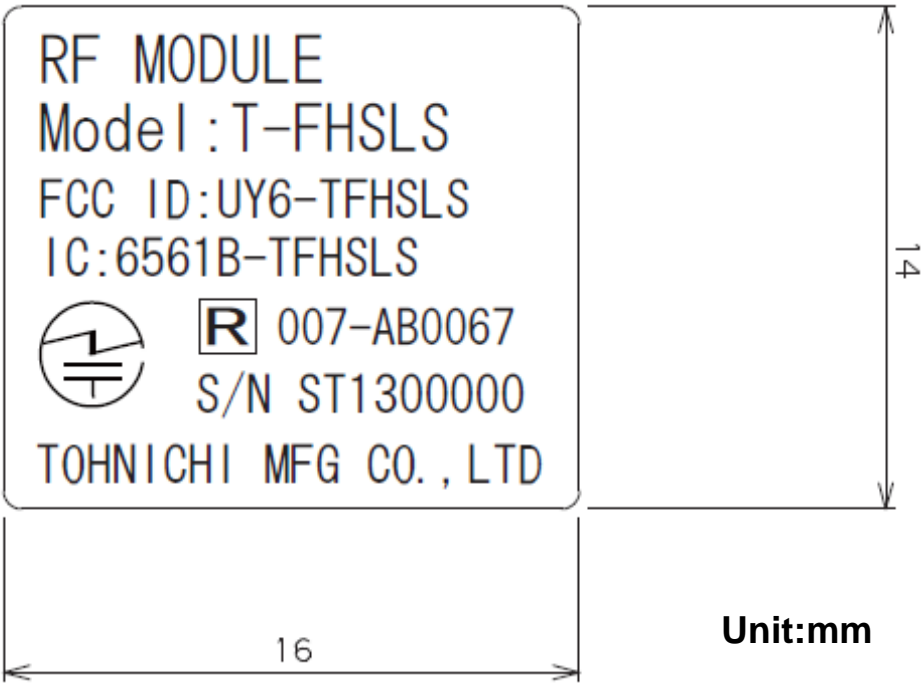 RF MODULE
Model:T-FHSLS
FCC ID:UY6-TFHSLS
IC:6561B-TFHSLS
R 007-AB0067
S/N ST1300000
TOHNICHI MFG CO.,LTD
14
16
Unit:mm